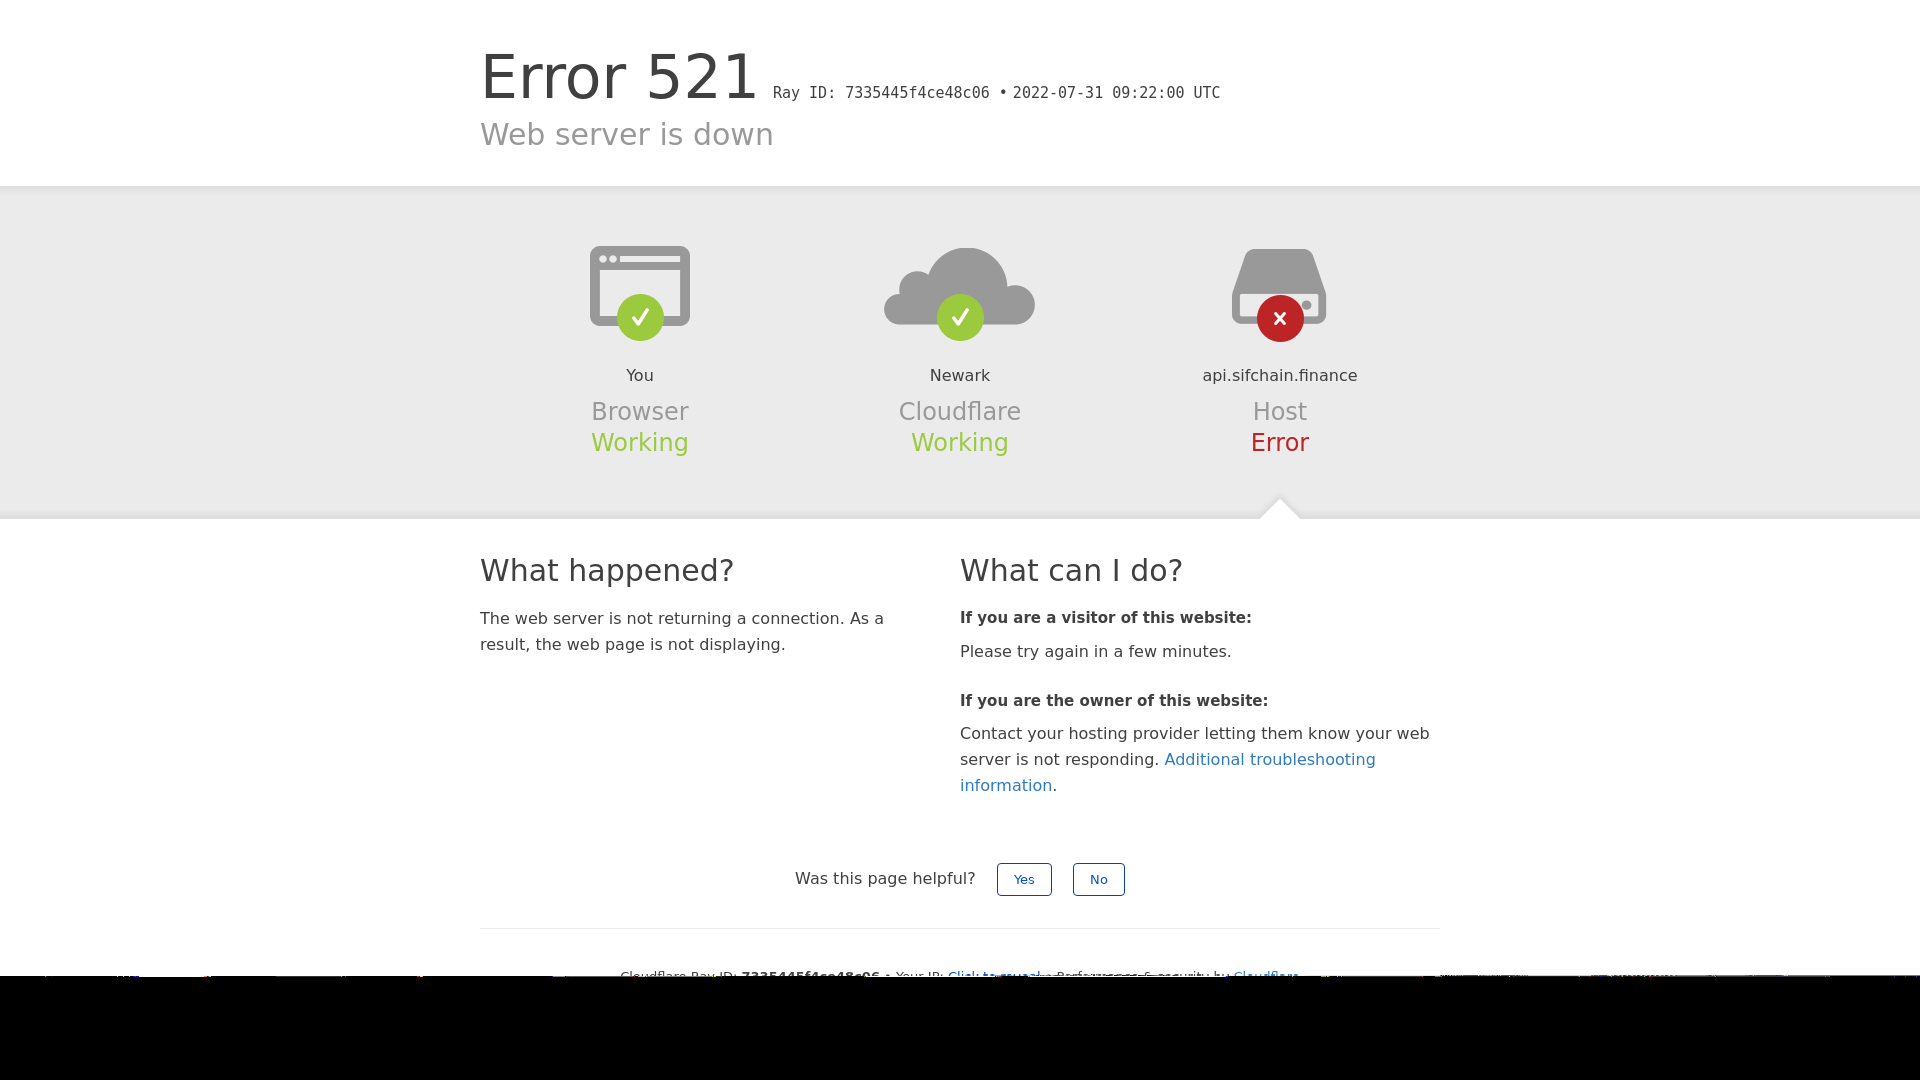 Error 521 Ray ID: 7335445f4ce48c06 • 2022-07-31 09:22:00 UTC
Web server is down
You
Browser
Working
Newark
Cloudflare
Working
api.sifchain.finance
Host
Error
What happened?
The web server is not returning a connection. As a
result, the web page is not displaying.
What can I do?
If you are a visitor of this website:
Please try again in a few minutes.
If you are the owner of this website:
Contact your hosting provider letting them know your web
server is not responding. Additional troubleshooting
information.
Was this page helpful? Yes No
Cloudflare Ray ID: 7335445f4ce48c06 • Your IP: Click to reveal • Performance & security by Cloudflare